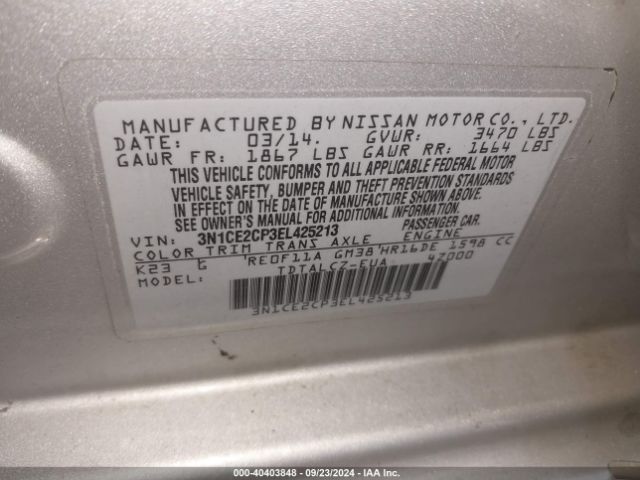 MANUFACTURED BY NISSAN MOTOR CO., LTD.
DATE: 03/14. GVWR: 3470 LBS
GAWR FR: 1867 LBS GAWR RR: 1664 LBS
THIS VEHICLE CONFORMS TO ALL APPLICABLE FEDERAL MOTOR
VEHICLE SAFETY, BUMPER AND THEFT PREVENTION STANDARDS
IN EFFECT ON THE DATE OF MANUFACTURE SHOWN ABOVE.
SEE OWNER'S MANUAL FOR ADDITIONAL INFORMATION.
VIN: 3N1CE2CP3EL425213 PASSENGER CAR.
COLOR TRIM TRANS AXLE ENGINE
K23 G RE0F11A GM38 HR16DE 1598 CC
MODEL: TDTALCZ-EUA 47000
3N1CE2CP3EL425213
000-40403848 - 09/23/2024 - IAA Inc.